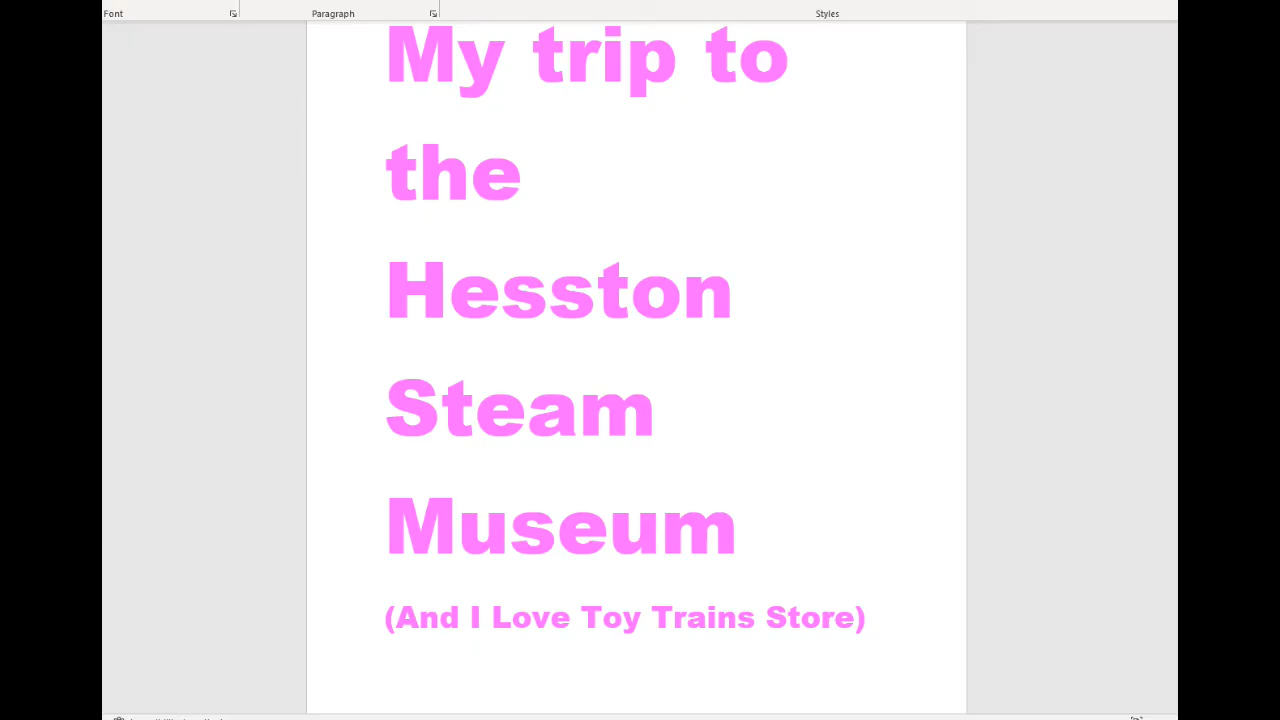 Font Paragraph Styles
My trip to
the
Hesston
Steam
Museum
(And I Love Toy Trains Store)